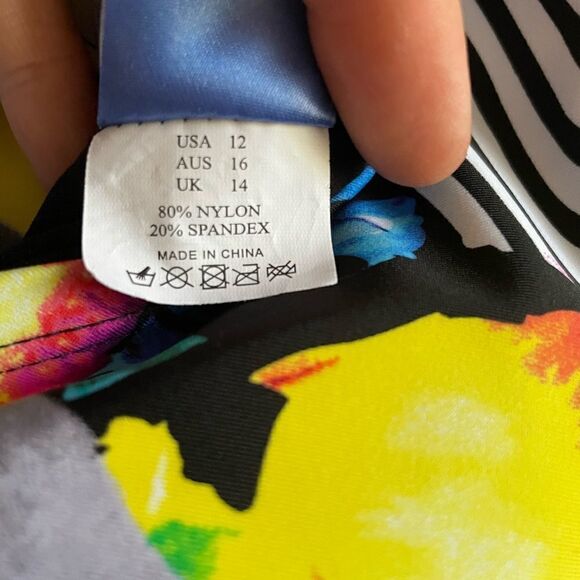 USA 12
AUS 16
UK 14
80% NYLON
20% SPANDEX
MADE IN CHINA